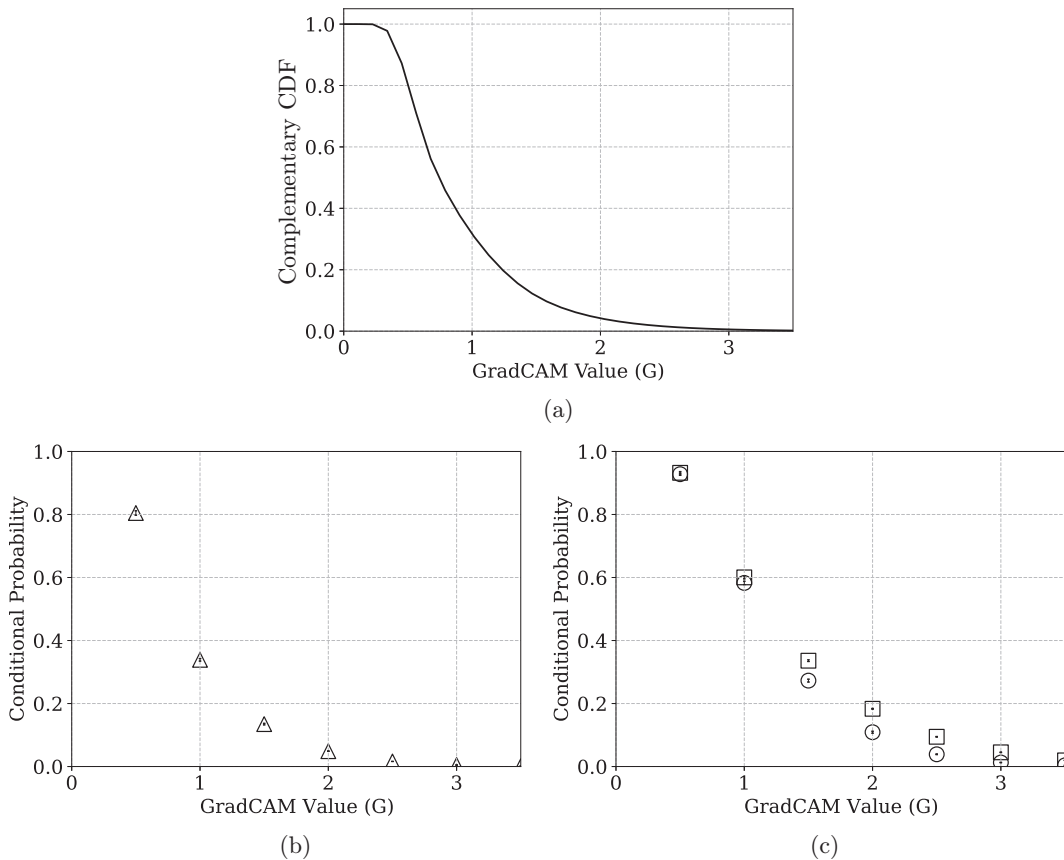 Complementary CDF
1.0
0.8
0.6
0.4
0.2
0.0
0 1 2 3
GradCAM Value (G)
(a)
Conditional Probability
1.0
0.8
0.6
0.4
0.2
0.0
0 1 2 3
GradCAM Value (G)
(b)
Conditional Probability
1.0
0.8
0.6
0.4
0.2
0.0
0 1 2 3
GradCAM Value (G)
(c)